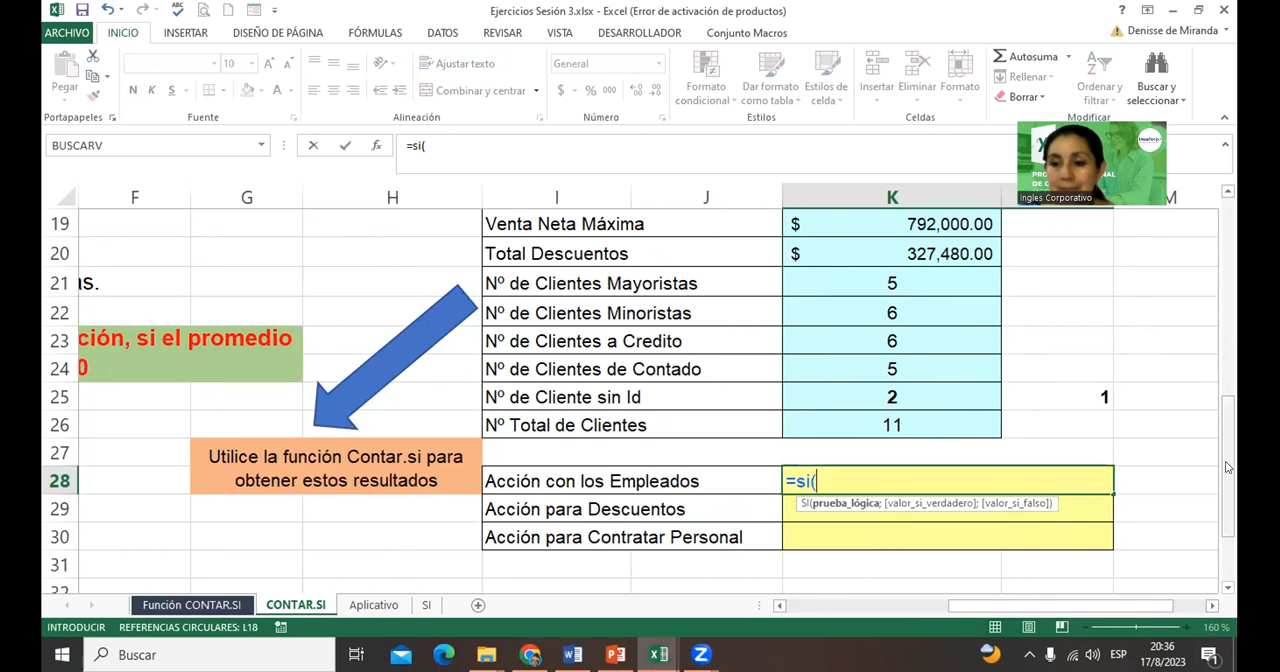 Ejercicios Sesión 3.xlsx - Excel (Error de activación de productos)
ARCHIVO INICIO INSERTAR DISEÑO DE PÁGINA FÓRMULAS DATOS REVISAR VISTA DESARROLLADOR Conjunto Macros
Denisse de Miranda
Pegar
10
N K S
Ajustar texto
Combinar y centrar
General
$ % 000
Formato condicional
Dar formato como tabla
Estilos de celda
Insertar Eliminar Formato
Autosuma
Rellenar
Borrar
Ordenar y filtrar
Buscar y seleccionar
Portapapeles Fuente Alineación Número Estilos Celdas Modificar
BUSCARV
=si(
Ingles Corporativo
F G H I J K M
19 Venta Neta Máxima $ 792,000.00
20 Total Descuentos $ 327,480.00
21 as. Nº de Clientes Mayoristas 5
22 Nº de Clientes Minoristas 6
23 ción, si el promedio Nº de Clientes a Credito 6
24 0 Nº de Clientes de Contado 5
25 Nº de Cliente sin Id 2 1
26 Nº Total de Clientes 11
27 Utilice la función Contar.si para
28 obtener estos resultados Acción con los Empleados =si(
SI(prueba_lógica; [valor_si_verdadero]; [valor_si_falso])
29 Acción para Descuentos
30 Acción para Contratar Personal
31
32
Función CONTAR.SI CONTAR.SI Aplicativo SI
INTRODUCIR REFERENCIAS CIRCULARES: L18 160 %
Buscar
ESP
20:36
17/8/2023